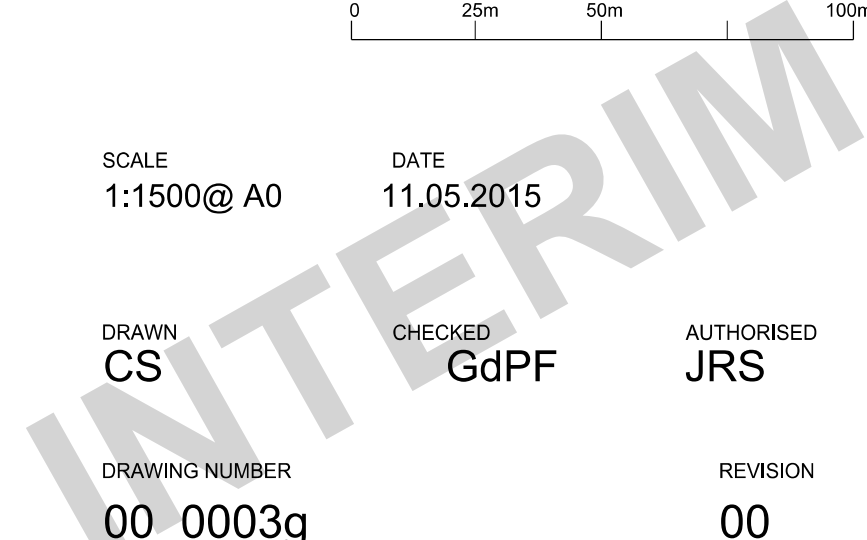 0 25m 50m 100m
SCALE DATE
1:1500@ A0 11.05.2015
INTERIM
DRAWN CHECKED AUTHORISED
CS GdPF JRS
DRAWING NUMBER REVISION
00 0003g 00